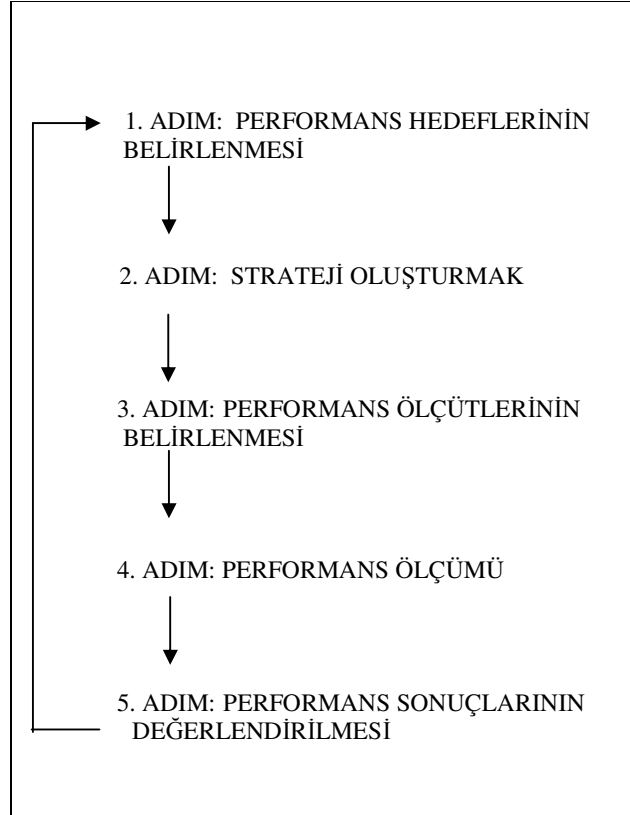 1. ADIM: PERFORMANS HEDEFLERİNİN
BELİRLENMESİ
2. ADIM: STRATEJİ OLUŞTURMAK
3. ADIM: PERFORMANS ÖLÇÜTLERİNİN
BELİRLENMESİ
4. ADIM: PERFORMANS ÖLÇÜMÜ
5. ADIM: PERFORMANS SONUÇLARININ
DEĞERLENDİRİLMESİ